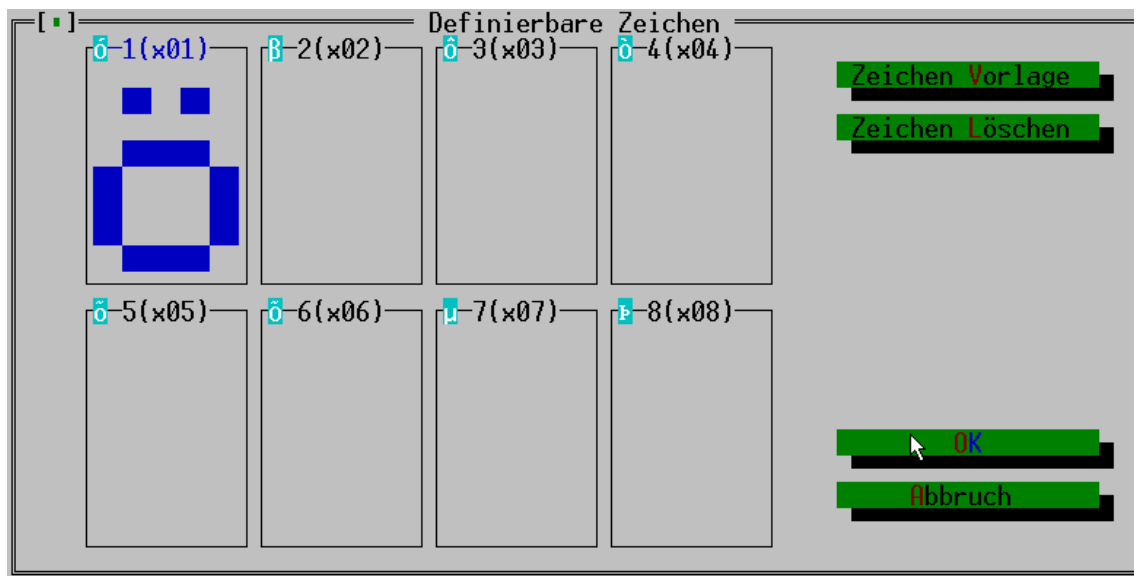 Definierbare Zeichen
ó 1(x01)
β 2(x02)
ô 3(x03)
ò 4(x04)
Zeichen Vorlage
Zeichen Löschen
õ 5(x05)
Õ 6(x06)
µ 7(x07)
Þ 8(x08)
OK
Abbruch